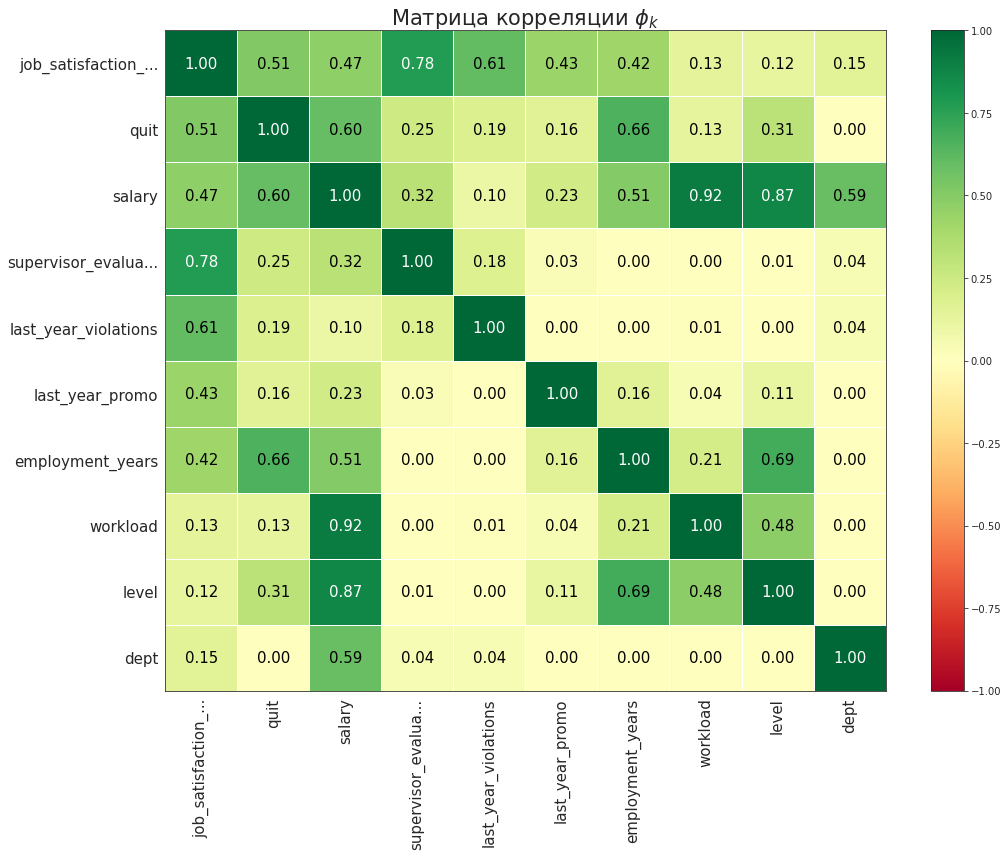 Матрица корреляции ϕk
job_satisfaction_... 1.00 0.51 0.47 0.78 0.61 0.43 0.42 0.13 0.12 0.15
quit 0.51 1.00 0.60 0.25 0.19 0.16 0.66 0.13 0.31 0.00
salary 0.47 0.60 1.00 0.32 0.10 0.23 0.51 0.92 0.87 0.59
supervisor_evalua... 0.78 0.25 0.32 1.00 0.18 0.03 0.00 0.00 0.01 0.04
last_year_violations 0.61 0.19 0.10 0.18 1.00 0.00 0.00 0.01 0.00 0.04
last_year_promo 0.43 0.16 0.23 0.03 0.00 1.00 0.16 0.04 0.11 0.00
employment_years 0.42 0.66 0.51 0.00 0.00 0.16 1.00 0.21 0.69 0.00
workload 0.13 0.13 0.92 0.00 0.01 0.04 0.21 1.00 0.48 0.00
level 0.12 0.31 0.87 0.01 0.00 0.11 0.69 0.48 1.00 0.00
dept 0.15 0.00 0.59 0.04 0.04 0.00 0.00 0.00 0.00 1.00
job_satisfaction_...
quit
salary
supervisor_evalua...
last_year_violations
last_year_promo
employment_years
workload
level
dept
1.00
0.75
0.50
0.25
0.00
−0.25
−0.50
−0.75
−1.00